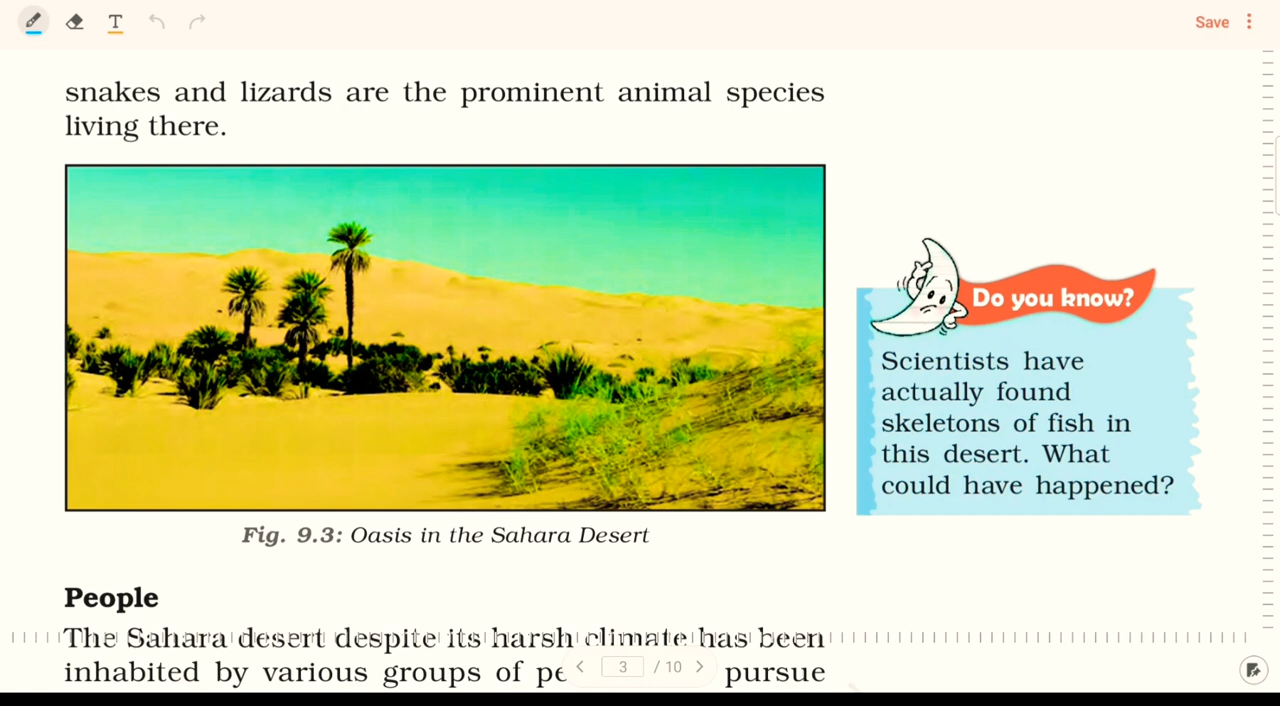 T
Save
snakes and lizards are the prominent animal species
living there.
Do you know?
Scientists have
actually found
skeletons of fish in
this desert. What
could have happened?
Fig. 9.3: Oasis in the Sahara Desert
People
The Sahara desert despite its harsh climate has been
inhabited by various groups of pursue
3 / 10